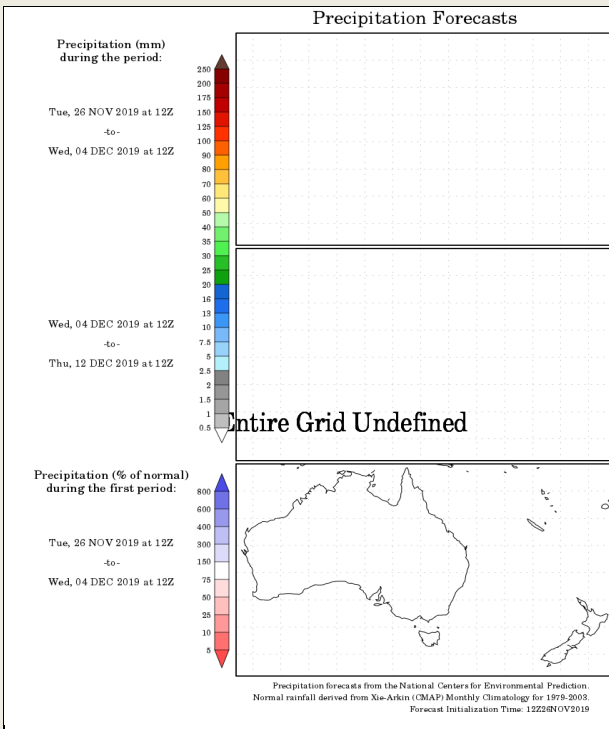 Precipitation Forecasts
Precipitation (mm)
during the period:
Tue, 26 NOV 2019 at 12Z
-to-
Wed, 04 DEC 2019 at 12Z
250
200
175
150
125
100
90
80
70
60
50
40
35
30
25
20
16
13
10
7.5
5
2.5
2
1.5
1
0.5
Wed, 04 DEC 2019 at 12Z
-to-
Thu, 12 DEC 2019 at 12Z
Entire Grid Undefined
Precipitation (% of normal)
during the first period:
Tue, 26 NOV 2019 at 12Z
-to-
Wed, 04 DEC 2019 at 12Z
800
600
400
300
150
75
50
25
10
5
Precipitation forecasts from the National Centers for Environmental Prediction.
Normal rainfall derived from Xie-Arkin (CMAP) Monthly Climatology for 1979-2003.
Forecast Initialization Time: 12Z26NOV2019